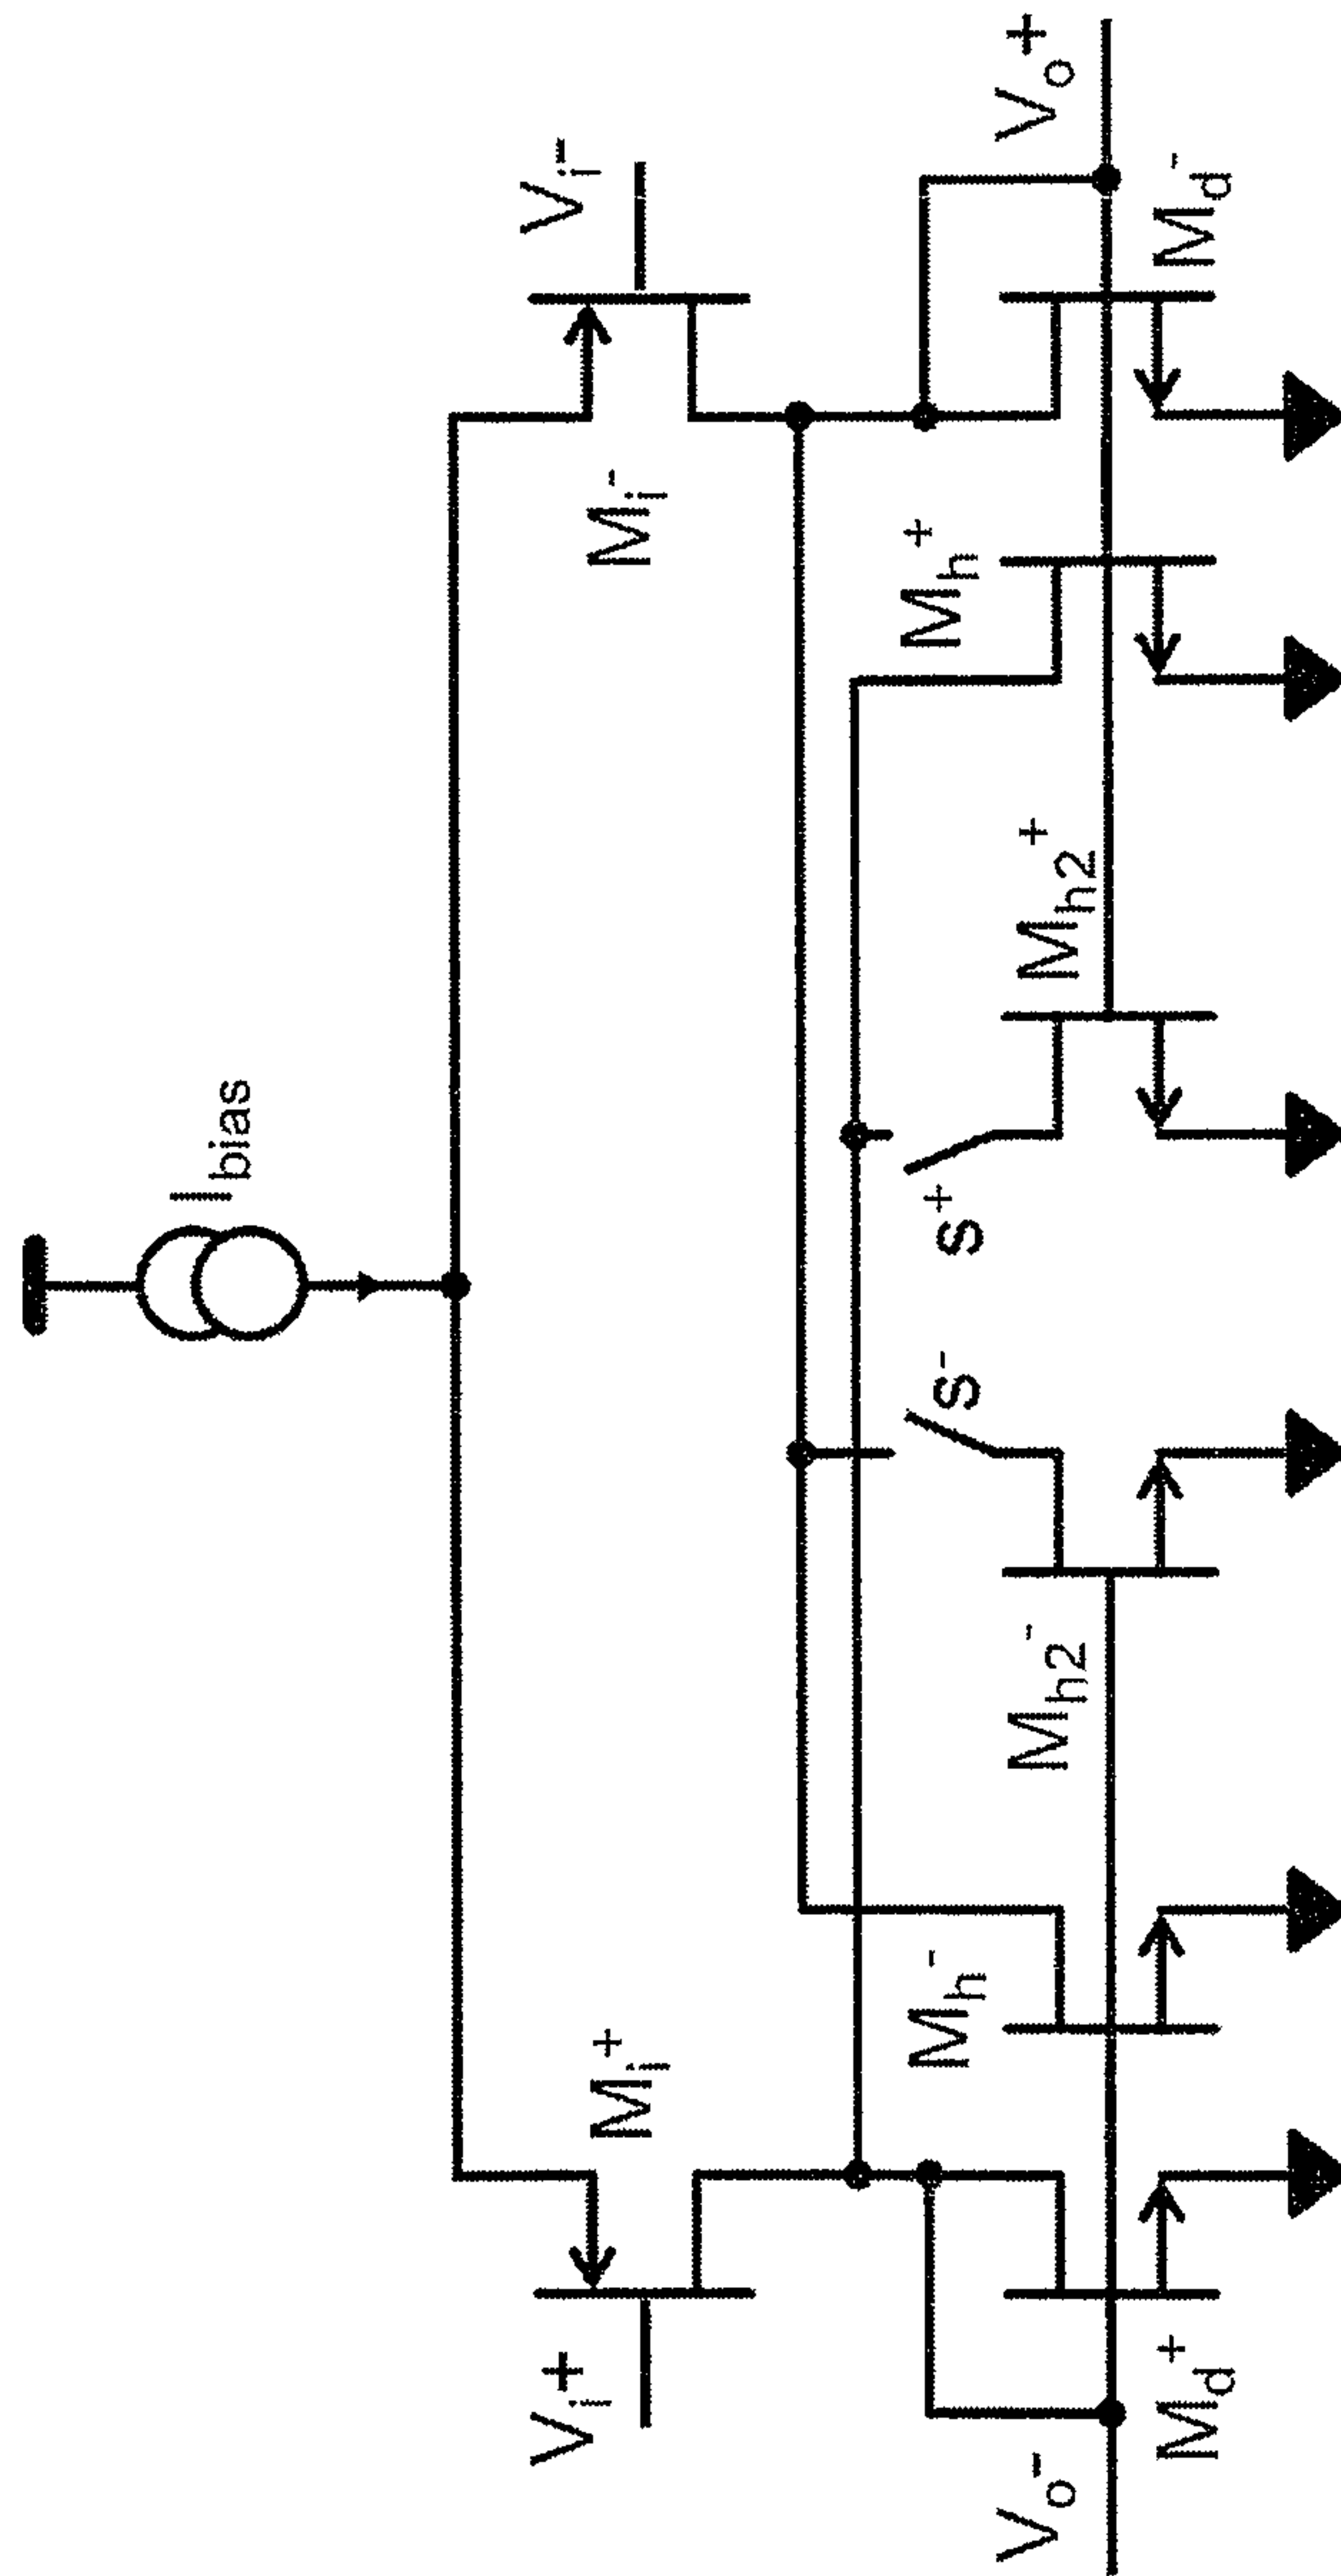 I_bias
V_i+
V_i-
M_i^+
M_i^-
M_h^-
s^-
s^+
M_h^+
V_o-
M_h2^-
M_h2^+
V_o+
M_d^+
M_d^-